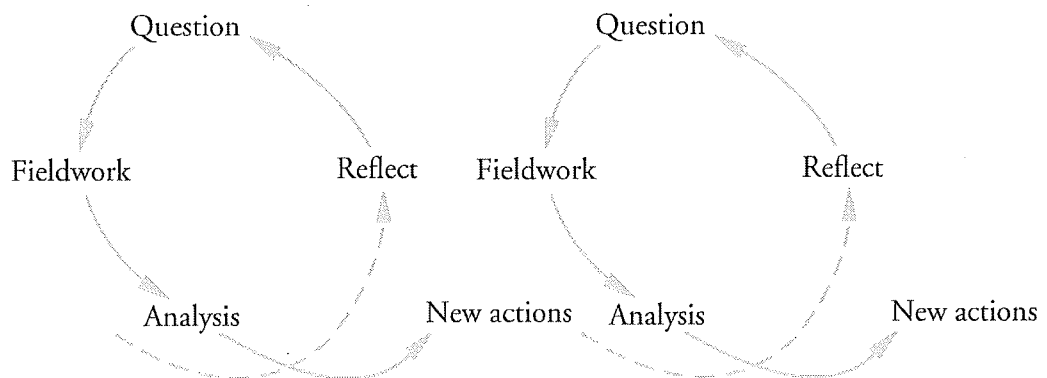 Question Question
Fieldwork Reflect Fieldwork Reflect
Analysis New actions Analysis New actions